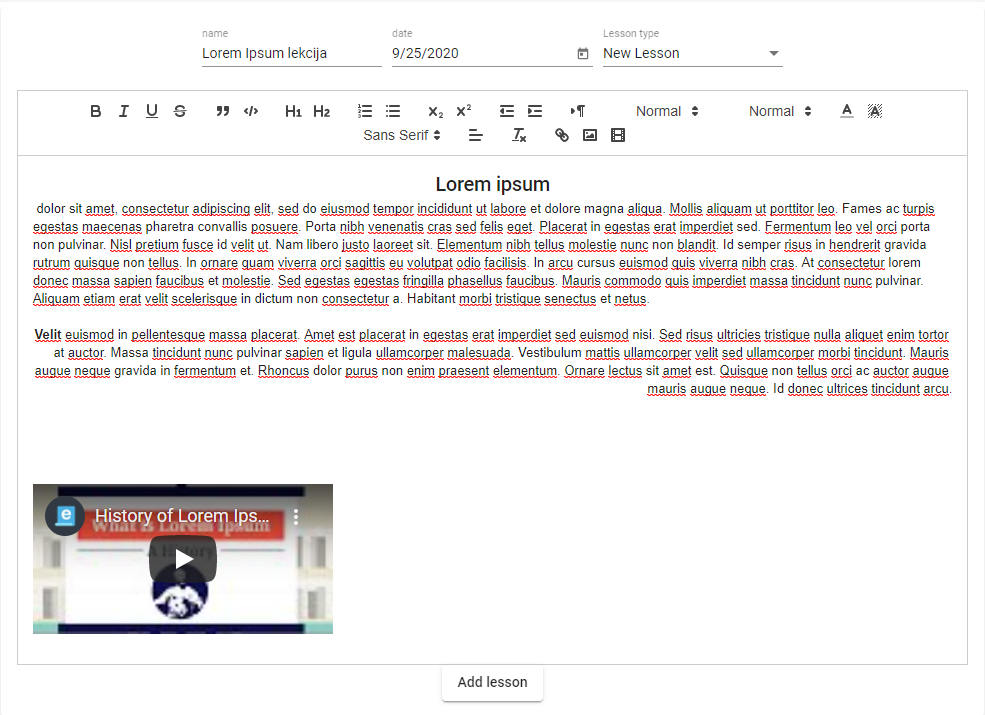 name date Lesson type
Lorem Ipsum lekcija 9/25/2020 New Lesson
B I U S H1 H2 X2 X2 Normal Normal A A
Sans Serif Tx
Lorem ipsum
dolor sit amet, consectetur adipiscing elit, sed do eiusmod tempor incididunt ut labore et dolore magna aliqua. Mollis aliquam ut porttitor leo. Fames ac turpis
egestas maecenas pharetra convallis posuere. Porta nibh venenatis cras sed felis eget. Placerat in egestas erat imperdiet sed. Fermentum leo vel orci porta
non pulvinar. Nisl pretium fusce id velit ut. Nam libero justo laoreet sit. Elementum nibh tellus molestie nunc non blandit. Id semper risus in hendrerit gravida
rutrum quisque non tellus. In ornare quam viverra orci sagittis eu volutpat odio facilisis. In arcu cursus euismod quis viverra nibh cras. At consectetur lorem
donec massa sapien faucibus et molestie. Sed egestas egestas fringilla phasellus faucibus. Mauris commodo quis imperdiet massa tincidunt nunc pulvinar.
Aliquam etiam erat velit scelerisque in dictum non consectetur a. Habitant morbi tristique senectus et netus.
Velit euismod in pellentesque massa placerat. Amet est placerat in egestas erat imperdiet sed euismod nisi. Sed risus ultricies tristique nulla aliquet enim tortor
at auctor. Massa tincidunt nunc pulvinar sapien et ligula ullamcorper malesuada. Vestibulum mattis ullamcorper velit sed ullamcorper morbi tincidunt. Mauris
augue neque gravida in fermentum et. Rhoncus dolor purus non enim praesent elementum. Ornare lectus sit amet est. Quisque non tellus orci ac auctor augue
mauris augue neque. Id donec ultrices tincidunt arcu.
e History of Lorem Ips...
What is Lorem Ipsum
A History
Add lesson